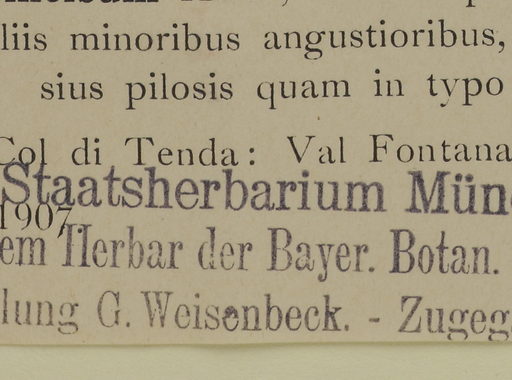 liis minoribus angustioribus,
sius pilosis quam in typo
Col di Tenda: Val Fontana
Staatsherbarium Mün
1907.
em Herbar der Bayer. Botan.
lung G. Weisenbeck. - Zugeg